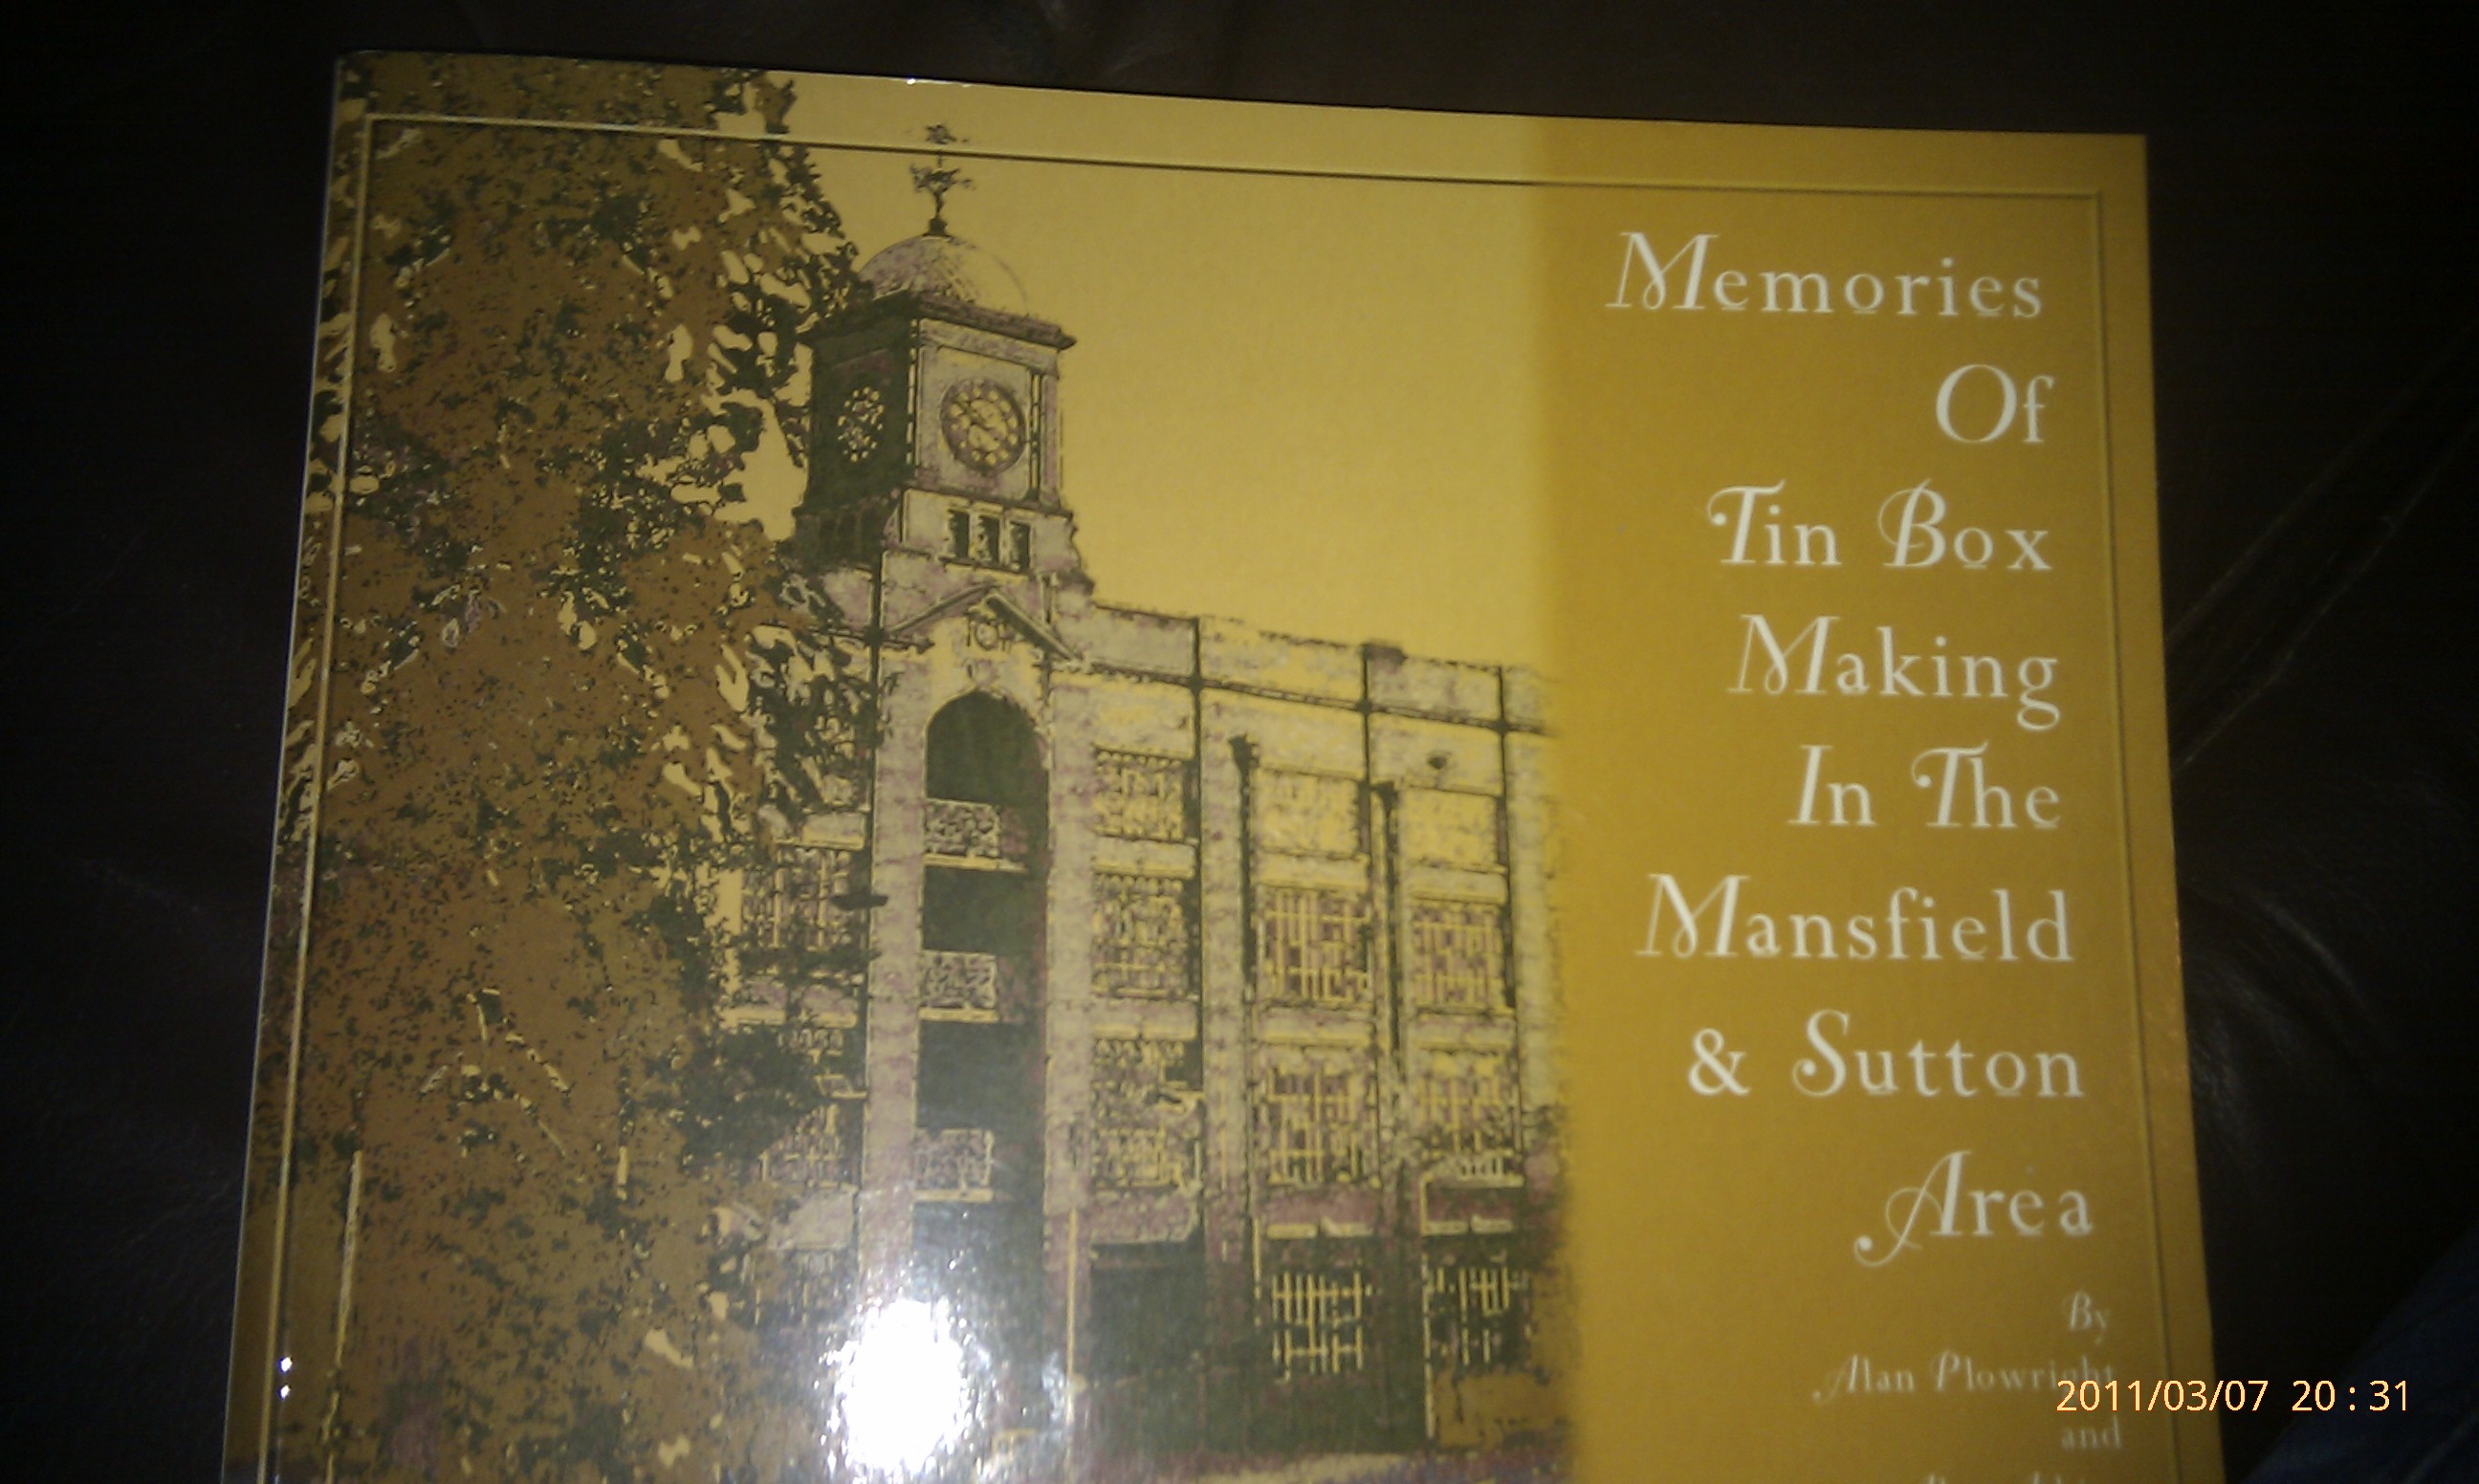 Memories
Of
Tin Box
Making
In The
Mansfield
& Sutton
Area
By
Alan Plowright
and
2011/03/07 20:31